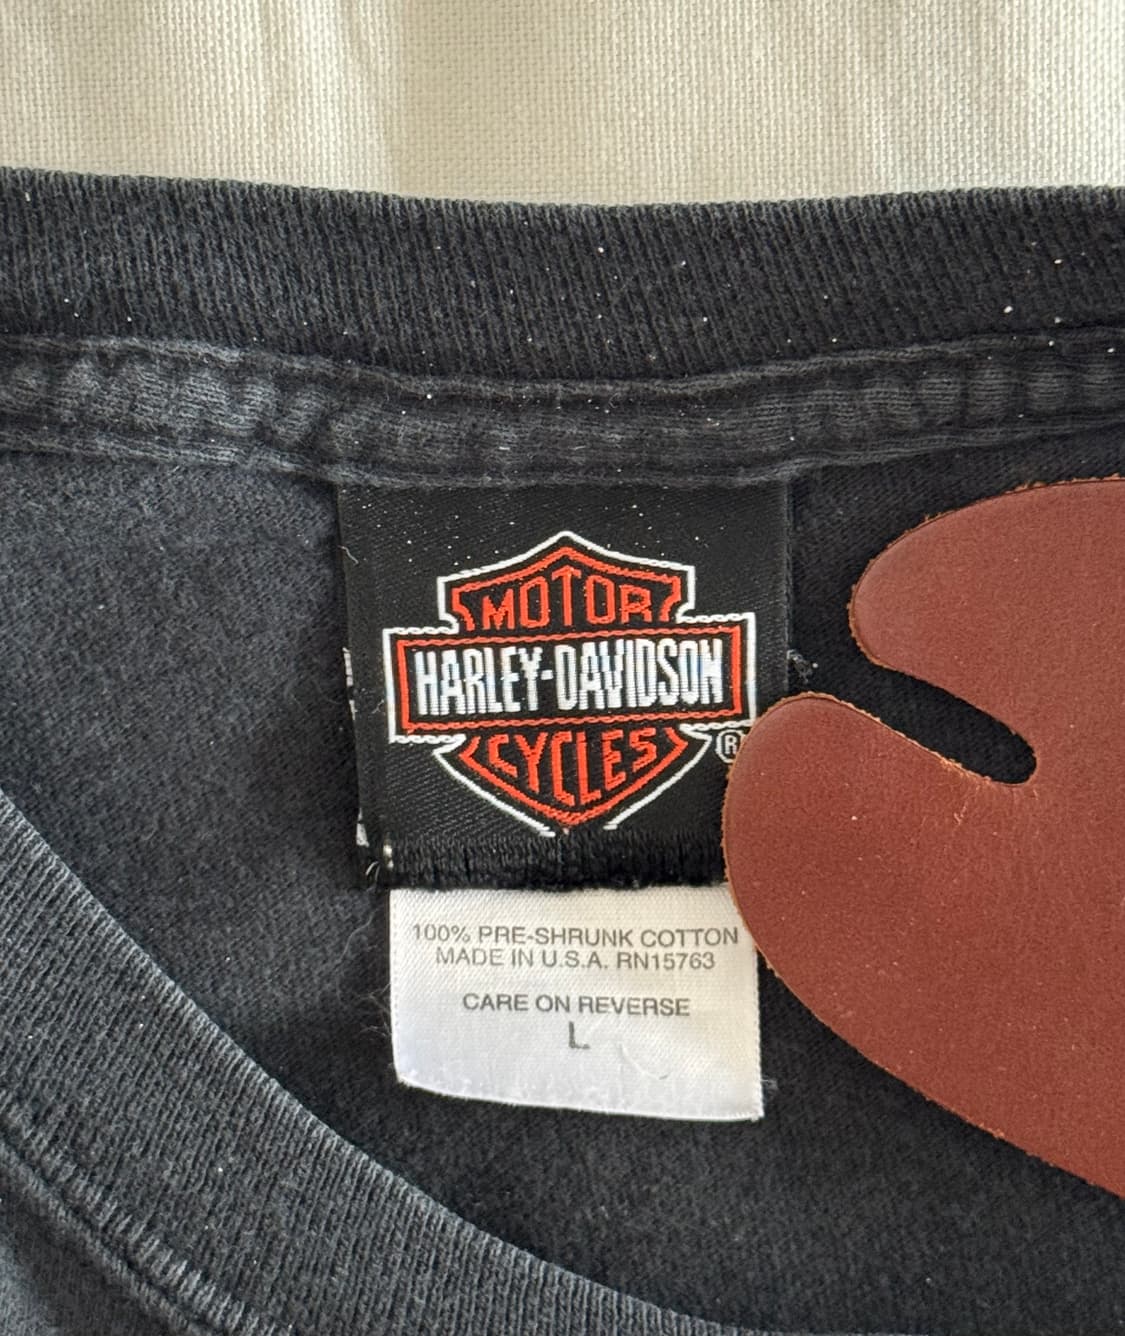 MOTOR
HARLEY-DAVIDSON
CYCLES
®
100% PRE-SHRUNK COTTON
MADE IN U.S.A. RN15763
CARE ON REVERSE
L